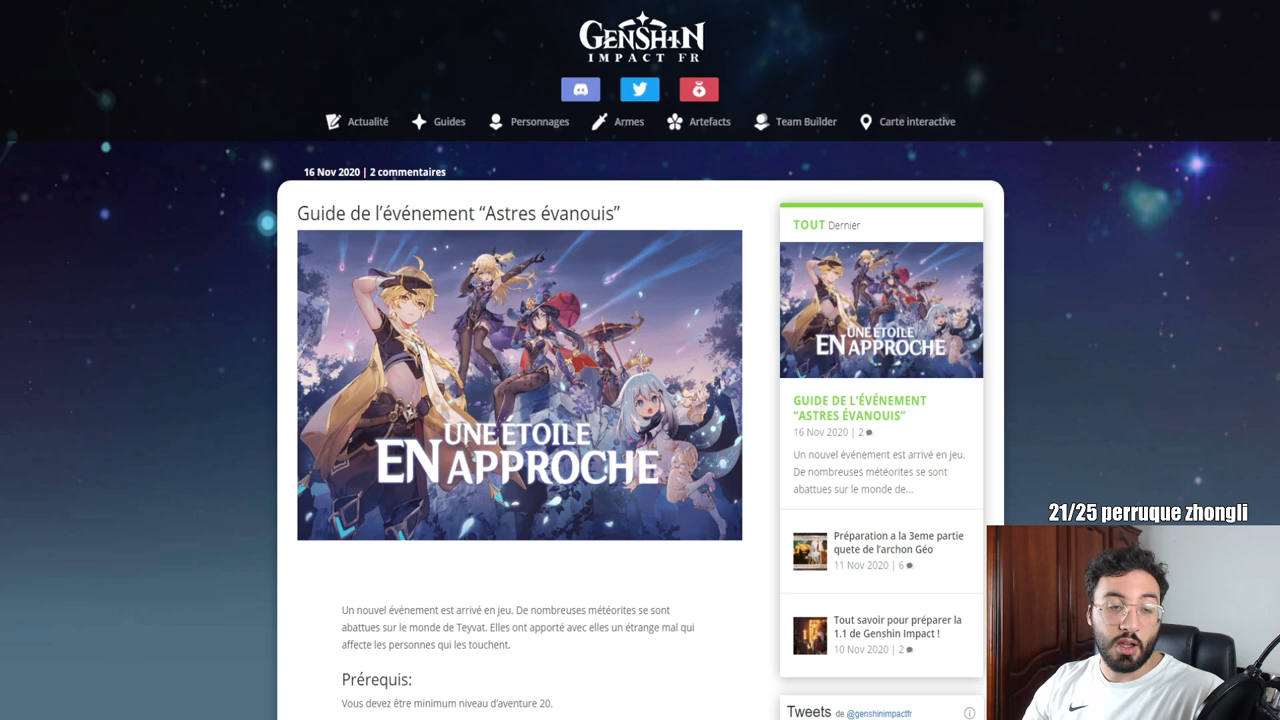 GENSHIN
IMPACT FR
Actualité
Guides
Personnages
Armes
Artefacts
Team Builder
Carte interactive
16 Nov 2020 | 2 commentaires
Guide de l’événement “Astres évanouis”
UNE ÉTOILE
EN APPROCHE
Un nouvel événement est arrivé en jeu. De nombreuses météorites se sont
abattues sur le monde de Teyvat. Elles ont apporté avec elles un étrange mal qui
affecte les personnes qui les touchent.
Prérequis:
Vous devez être minimum niveau d’aventure 20.
TOUT Dernier
UNE ÉTOILE
EN APPROCHE
GUIDE DE L’ÉVÉNEMENT
“ASTRES ÉVANOUIS”
16 Nov 2020 | 2
Un nouvel événement est arrivé en jeu.
De nombreuses météorites se sont
abattues sur le monde de...
Préparation a la 3eme partie
quete de l’archon Géo
11 Nov 2020 | 6
Tout savoir pour préparer la
1.1 de Genshin Impact !
10 Nov 2020 | 2
Tweets de @genshinimpactfr
21/25 perruque zhongli